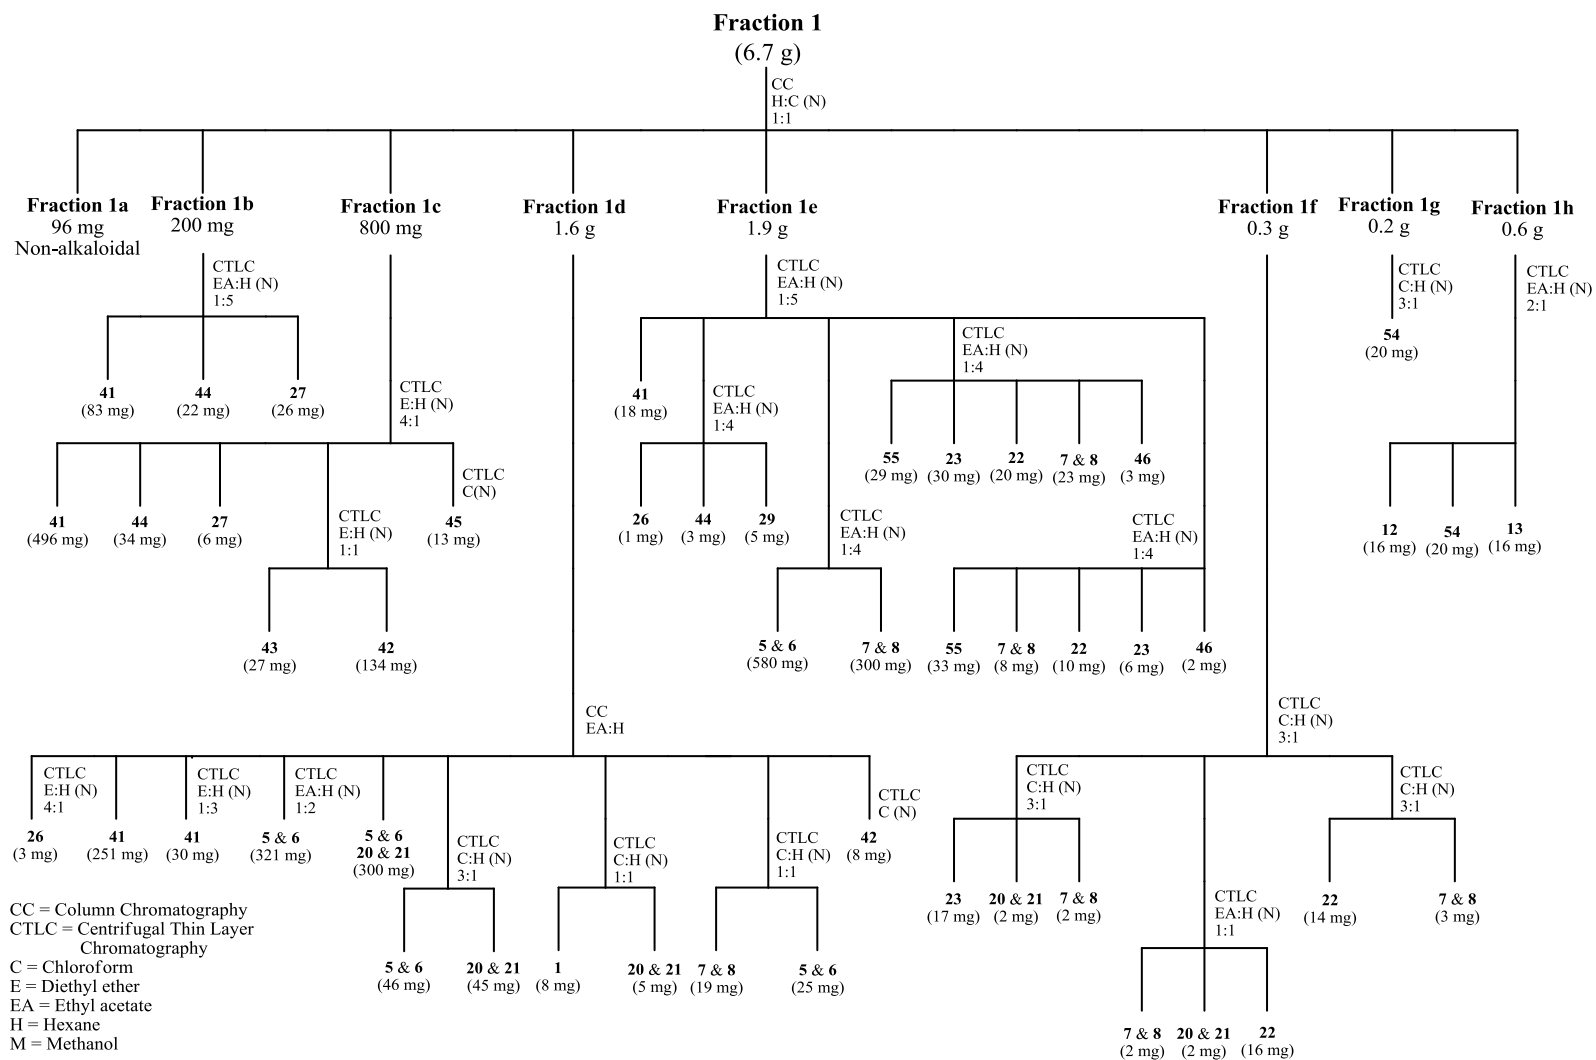 Fraction 1
(6.7 g)
CC
H:C (N)
1:1
Fraction 1a
96 mg
Non-alkaloidal
Fraction 1b
200 mg
Fraction 1c
800 mg
Fraction 1d
1.6 g
Fraction 1e
1.9 g
Fraction 1f
0.3 g
Fraction 1g
0.2 g
Fraction 1h
0.6 g
CTLC
EA:H (N)
1:5
41
(83 mg)
44
(22 mg)
27
(26 mg)
CTLC
E:H (N)
4:1
41
(496 mg)
44
(34 mg)
27
(6 mg)
CTLC
E:H (N)
1:1
43
(27 mg)
42
(134 mg)
CTLC
C(N)
45
(13 mg)
CC
EA:H
CTLC
E:H (N)
4:1
26
(3 mg)
41
(251 mg)
CTLC
E:H (N)
1:3
41
(30 mg)
CTLC
EA:H (N)
1:2
5 & 6
(321 mg)
5 & 6
20 & 21
(300 mg)
CTLC
C:H (N)
3:1
5 & 6
(46 mg)
20 & 21
(45 mg)
CTLC
C:H (N)
1:1
1
(8 mg)
20 & 21
(5 mg)
CTLC
C:H (N)
1:1
7 & 8
(19 mg)
5 & 6
(25 mg)
CTLC
C (N)
42
(8 mg)
CTLC
EA:H (N)
1:5
41
(18 mg)
CTLC
EA:H (N)
1:4
26
(1 mg)
44
(3 mg)
29
(5 mg)
CTLC
EA:H (N)
1:4
5 & 6
(580 mg)
7 & 8
(300 mg)
CTLC
EA:H (N)
1:4
55
(29 mg)
23
(30 mg)
22
(20 mg)
7 & 8
(23 mg)
46
(3 mg)
CTLC
EA:H (N)
1:4
55
(33 mg)
7 & 8
(8 mg)
22
(10 mg)
23
(6 mg)
46
(2 mg)
CTLC
C:H (N)
3:1
CTLC
C:H (N)
3:1
23
(17 mg)
20 & 21
(2 mg)
7 & 8
(2 mg)
CTLC
EA:H (N)
1:1
7 & 8
(2 mg)
20 & 21
(2 mg)
22
(16 mg)
CTLC
C:H (N)
3:1
22
(14 mg)
7 & 8
(3 mg)
CTLC
C:H (N)
3:1
54
(20 mg)
CTLC
EA:H (N)
2:1
12
(16 mg)
54
(20 mg)
13
(16 mg)
CC = Column Chromatography
CTLC = Centrifugal Thin Layer
Chromatography
C = Chloroform
E = Diethyl ether
EA = Ethyl acetate
H = Hexane
M = Methanol